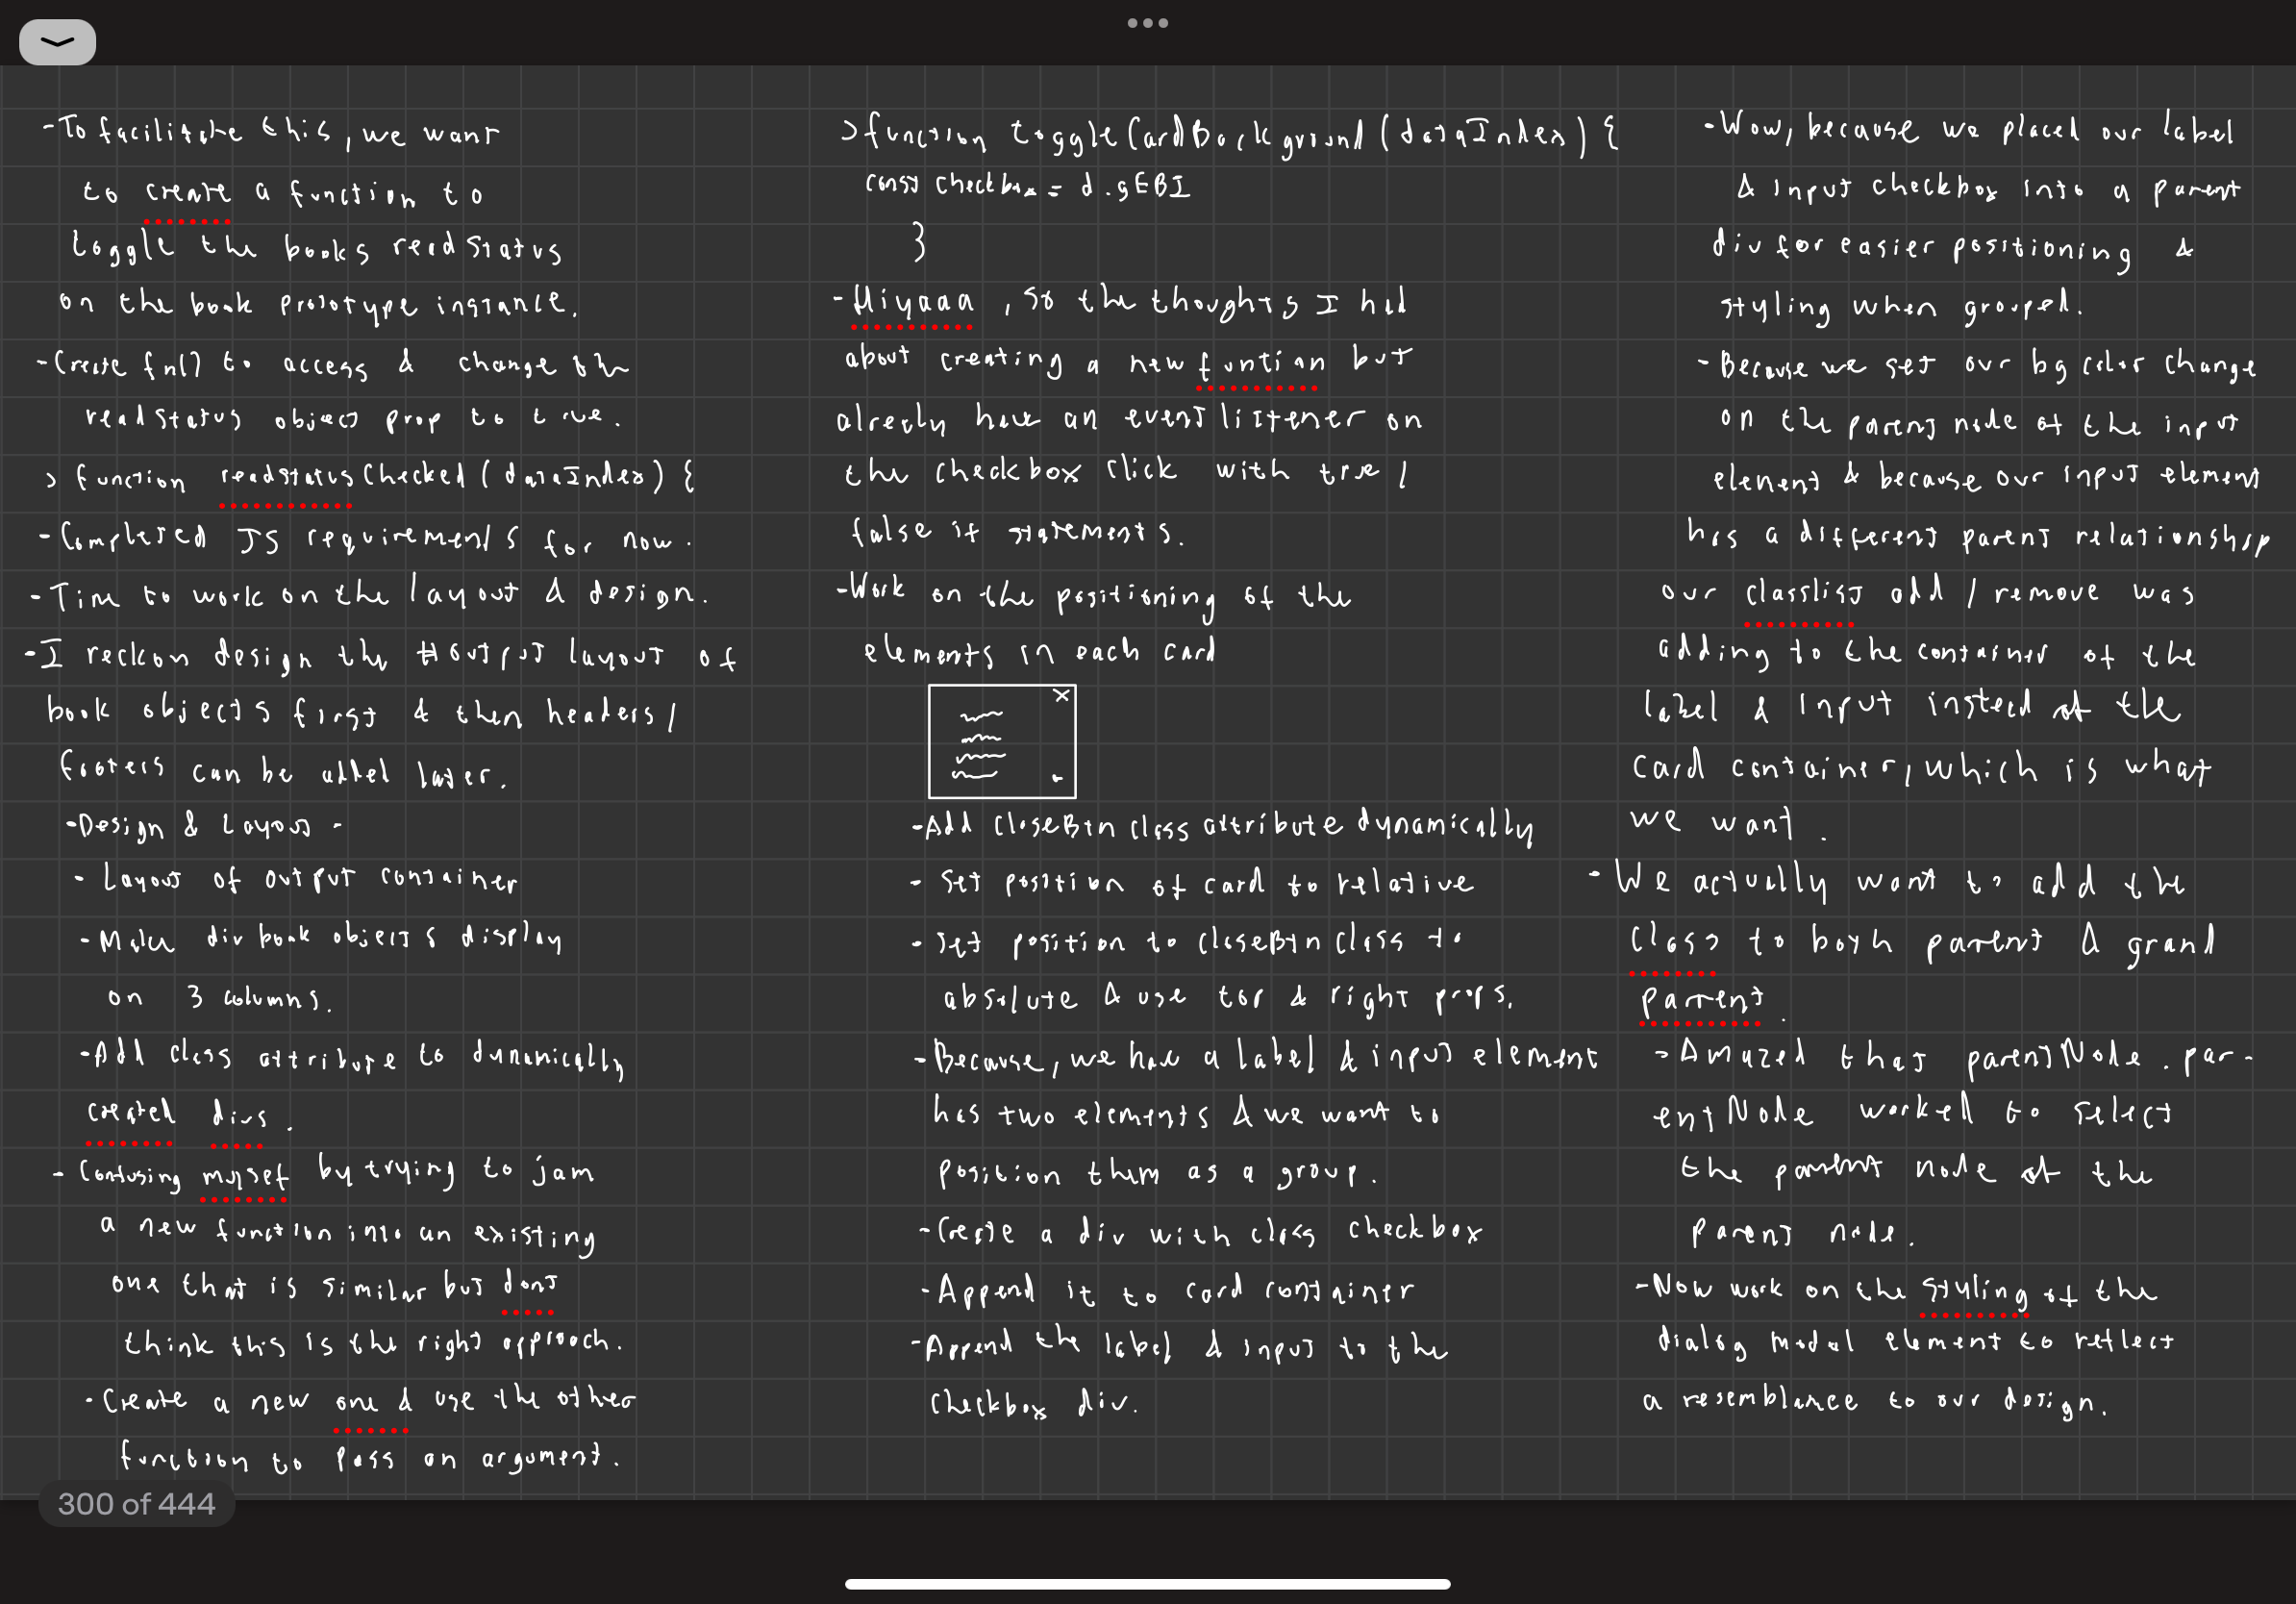 -To facilitate this, we want
to create a function to
toggle the books read status
on the book prototype instance.
-Create fn() to access & change the
read status object prop to true.
> function readstatusChecked(dataIndex) {
-Completed JS requirements for now.
-Time to work on the layout & design.
-I reckon design the output layout of
book objects first & then headers/
footers can be added later.
-Design & Layout-
- Layout of output container
-Make div book objects display
on 3 columns.
-Add class attribute to dynamically
created divs.
- Confusing myself by trying to jam
a new function into an existing
one that is similar but dont
think this is the right approach.
-Create a new one & use the other
function to pass an argument.
>function toggleCardBackground(dataIndex) {
const checkbox = d.gEBI
}
-Aiyaaa, so the thoughts I had
about creating a new funtion but
already have an event listener on
the checkbox click with true/
false if statements.
-Work on the positioning of the
elements in each card
X
-Add closeBtn class attribute dynamically
- Set position of card to relative
- set position to closeBtn class to
absolute & use top & right props.
-Because, we have a label & input element
has two elements & we want to
position them as a group.
-Create a div with class checkbox
-Append it to card container
-Append the label & input to the
checkbox div.
-Wow, because we placed our label
& input checkbox into a parent
div for easier positioning &
styling when grouped.
-Because we set our bg color change
on the parent node of the input
element & because our input element
has a different parent relationship
our classlist add/remove was
adding to the container of the
label & input instead of the
card container, which is what
we want.
-We actually want to add the
class to both parent & grand
parrent.
-Amazed that parentNode.par-
entNode worked to select
the parent node of the
parent node.
-Now work on the styling of the
dialog modal element to reflect
a resemblance to our design.
300 of 444